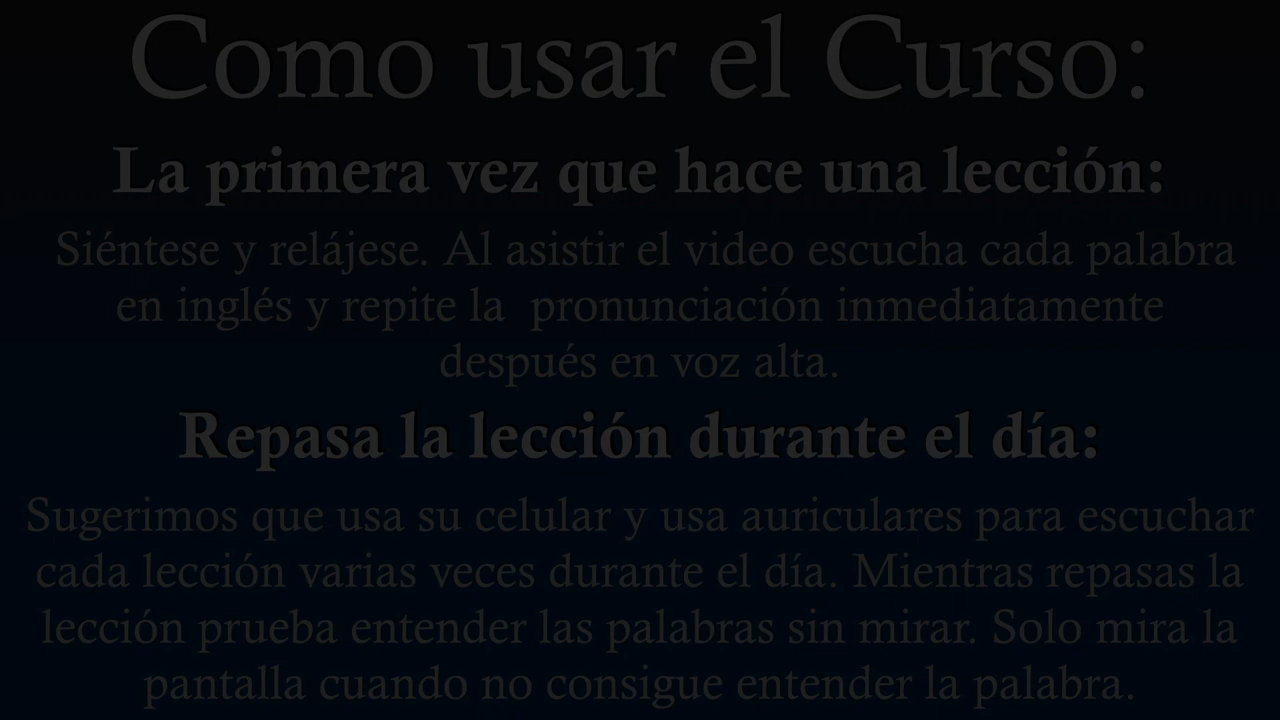 Como usar el Curso:
La primera vez que hace una lección:
Siéntese y relájese. Al asistir el video escucha cada palabra
en inglés y repite la pronunciación inmediatamente
después en voz alta.
Repasa la lección durante el día:
Sugerimos que usa su celular y usa auriculares para escuchar
cada lección varias veces durante el día. Mientras repasas la
lección prueba entender las palabras sin mirar. Solo mira la
pantalla cuando no consigue entender la palabra.